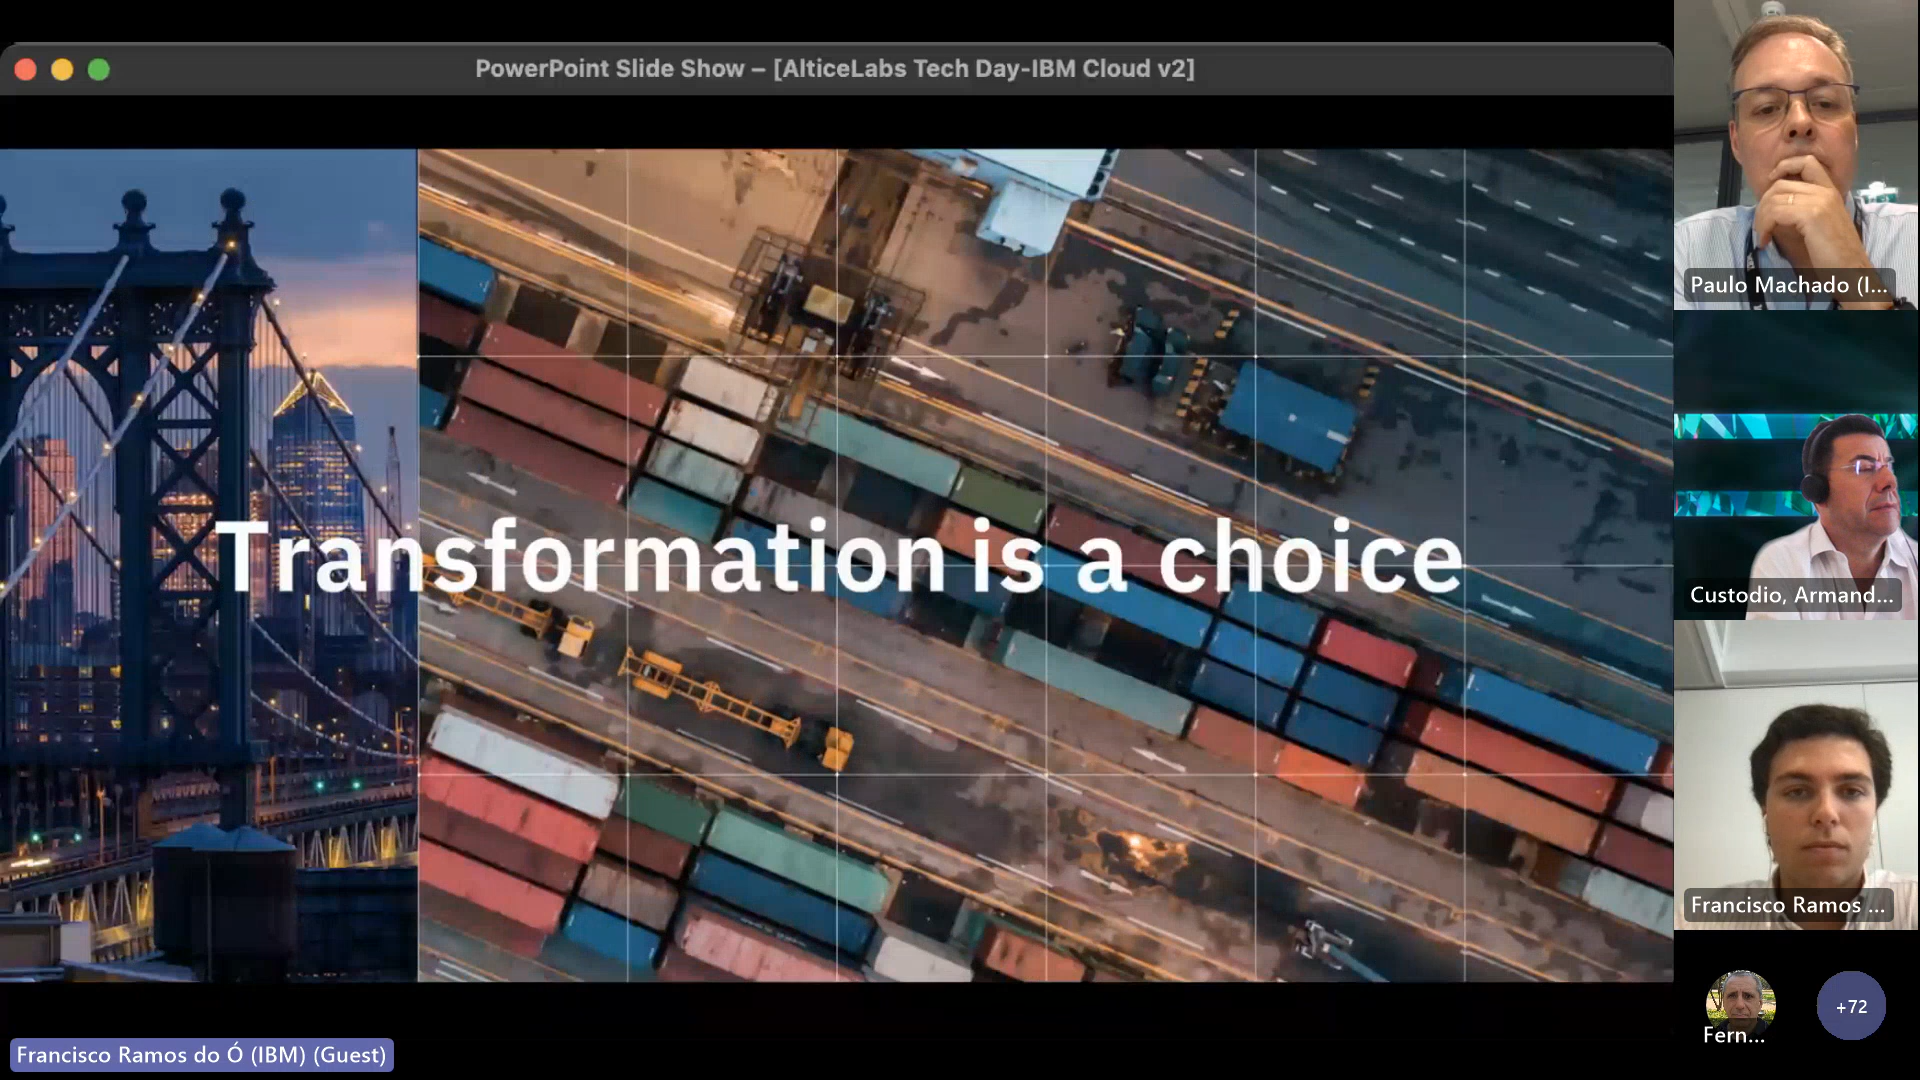 PowerPoint Slide Show – [AlticeLabs Tech Day-IBM Cloud v2]
Transformation is a choice
Paulo Machado (I...
Custodio, Armand...
Francisco Ramos ...
Fern...
+72
Francisco Ramos do Ó (IBM) (Guest)